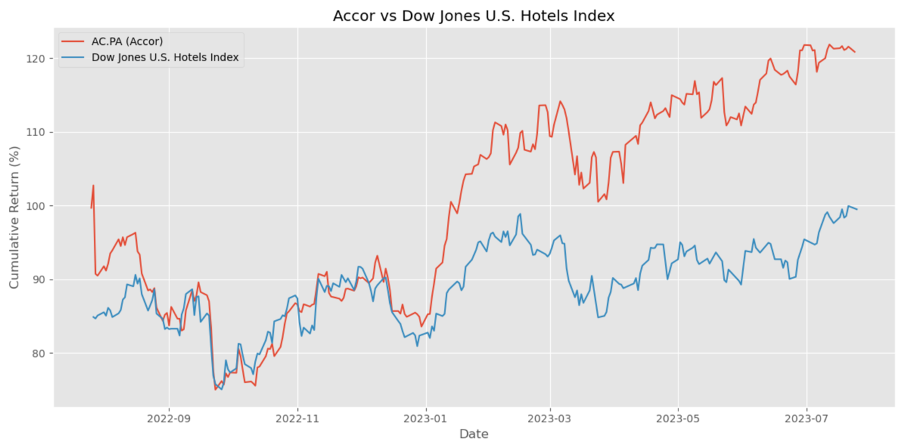 Accor vs Dow Jones U.S. Hotels Index
AC.PA (Accor)
Dow Jones U.S. Hotels Index
Cumulative Return (%)
120
110
100
90
80
2022-09
2022-11
2023-01
2023-03
2023-05
2023-07
Date